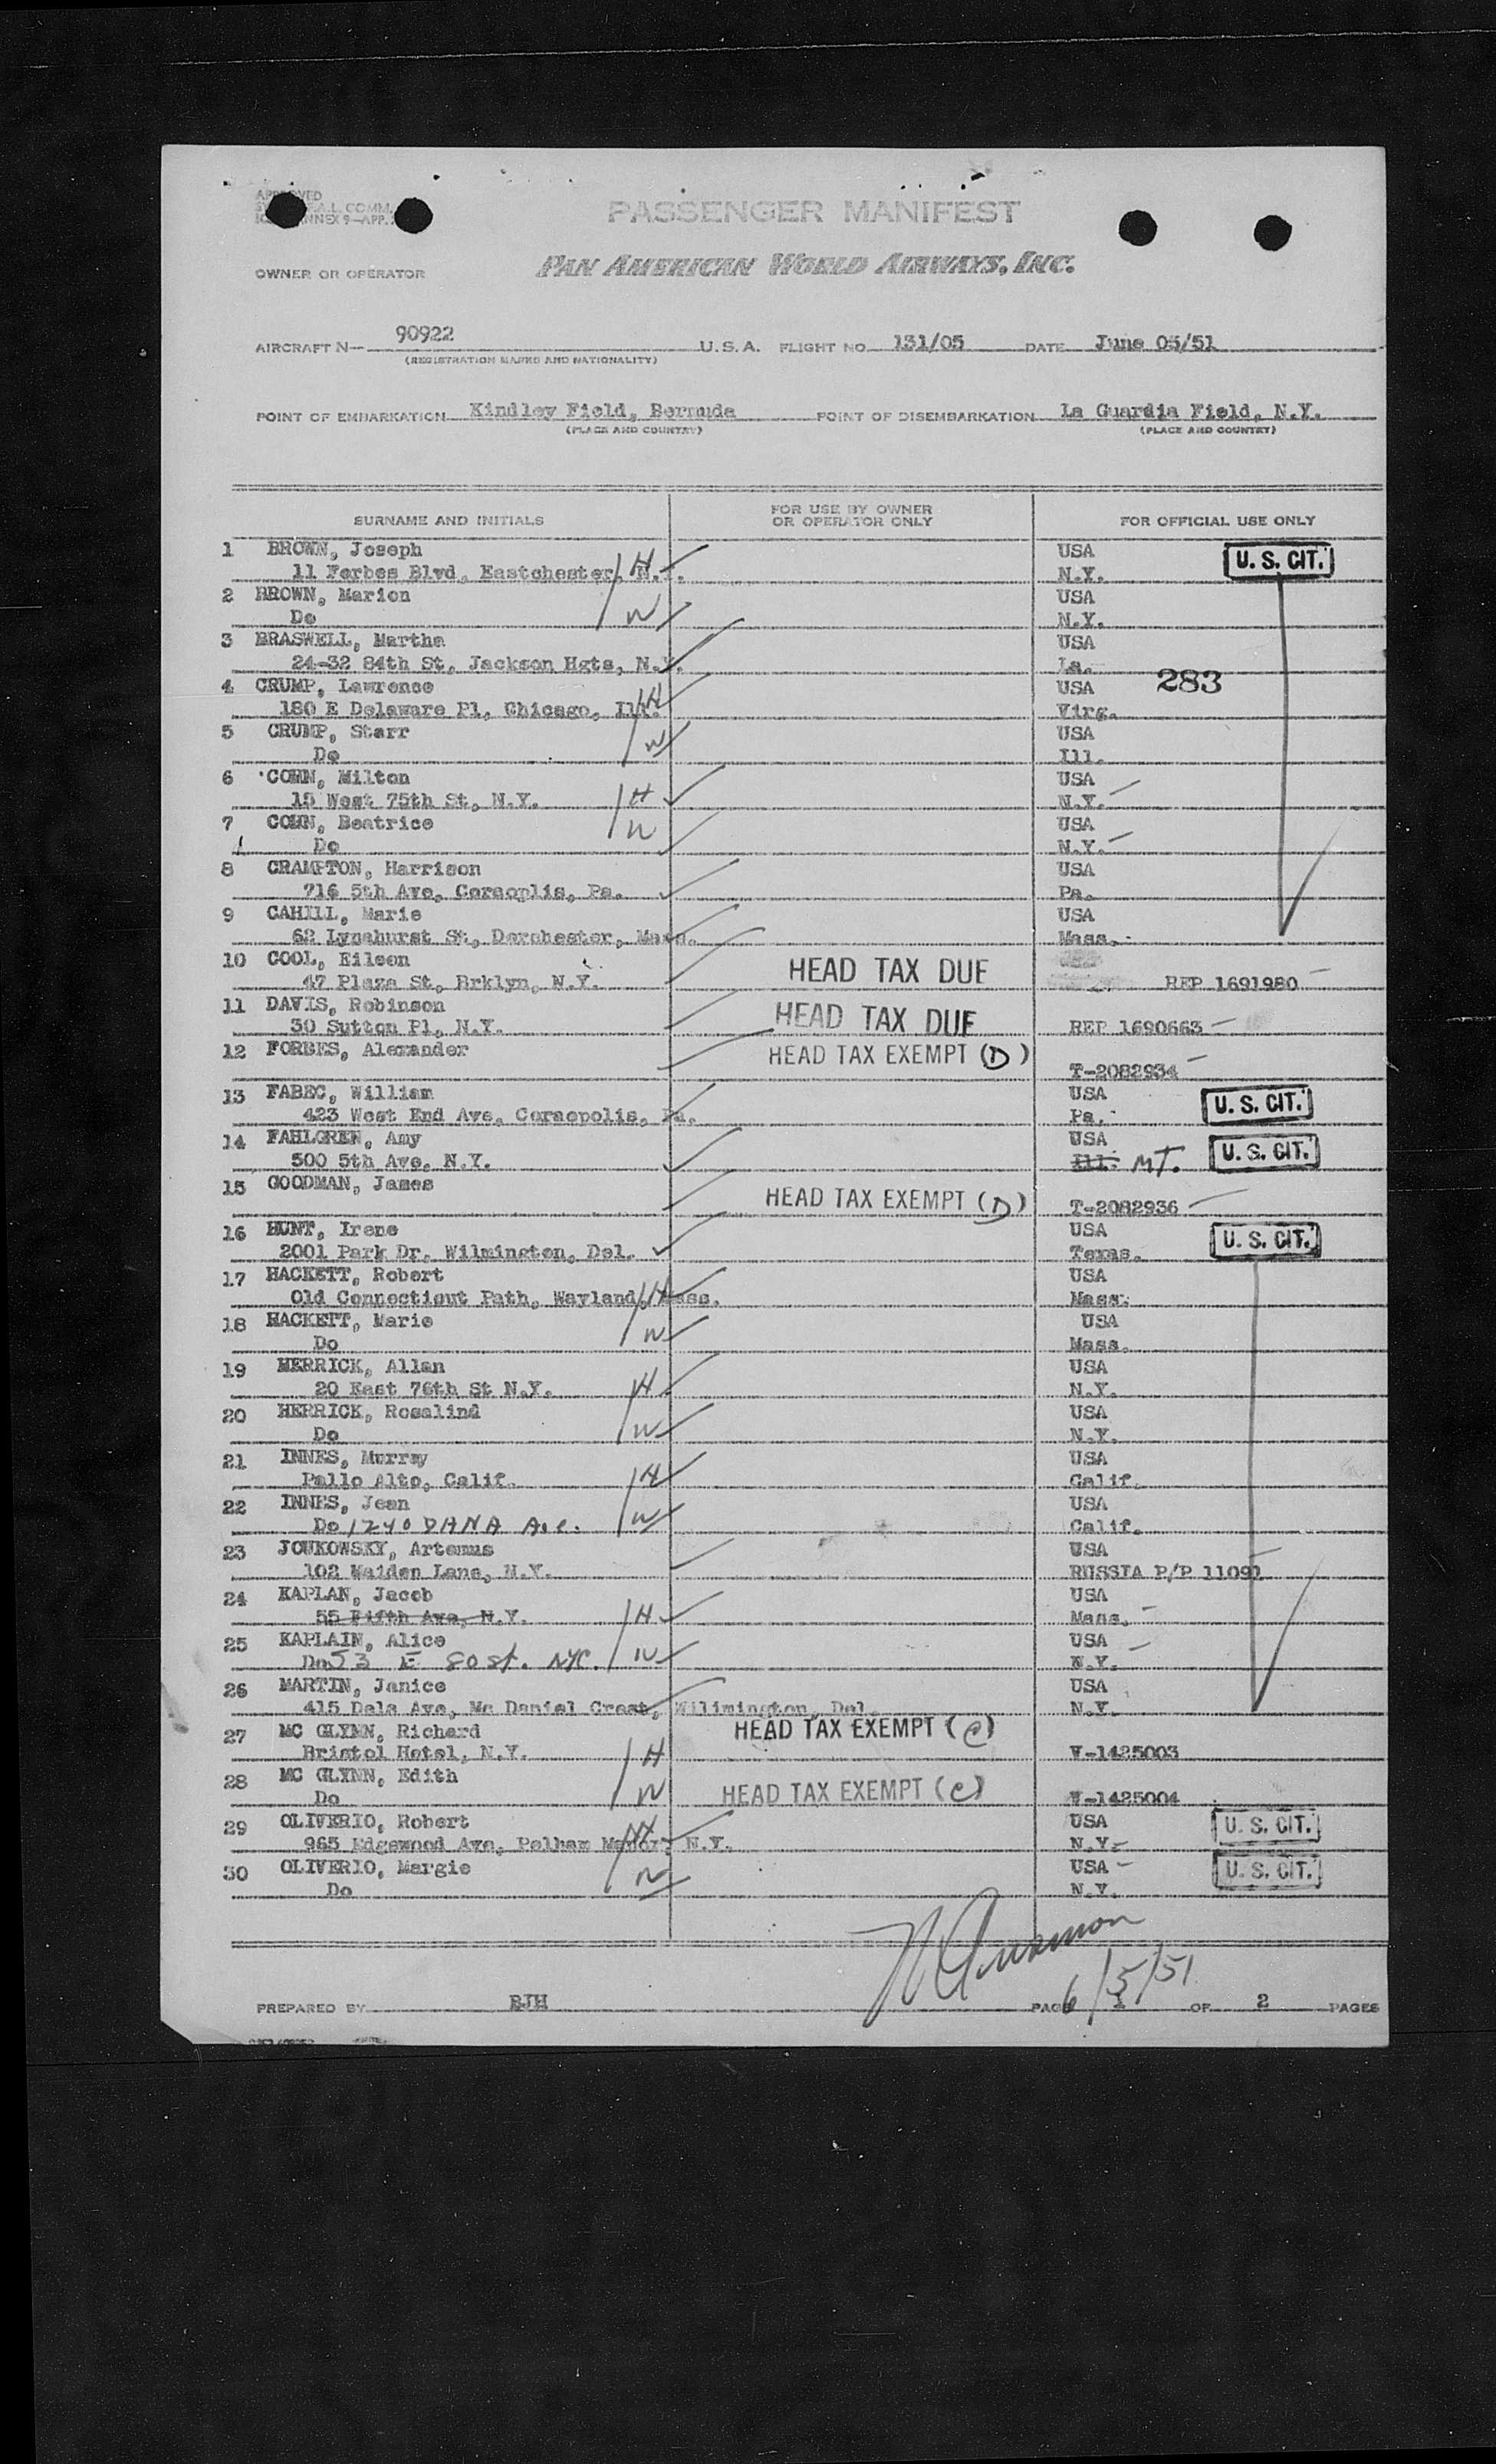 APPROVED
PASSENGER MANIFEST
OWNER OR OPERATOR PAN AMERICAN WORLD AIRWAYS, INC.
AIRCRAFT N— 90922 U.S.A. FLIGHT NO. 131/05 DATE June 05/51
(REGISTRATION MARKS AND NATIONALITY)
POINT OF EMBARKATION Kindley Field, Bermuda POINT OF DISEMBARKATION La Guardia Field, N.Y.
(PLACE AND COUNTRY) (PLACE AND COUNTRY)
SURNAME AND INITIALS FOR USE BY OWNER OR OPERATOR ONLY FOR OFFICIAL USE ONLY
1 BROWN, Joseph USA U. S. CIT.
11 Forbes Blvd, Eastchester, N.Y. H N.Y.
2 BROWN, Marion USA
Do W N.Y.
3 BRASWELL, Martha USA
24-32 84th St, Jackson Hgts, N.Y. La.
4 CRUMP, Lawrence USA 283
180 E Delaware Pl, Chicago, Ill. H Virg.
5 CRUMP, Starr USA
Do W Ill.
6 COHN, Milton USA
15 West 75th St, N.Y. H N.Y.
7 COHN, Beatrice USA
Do W N.Y.
8 CRAMPTON, Harrison USA
716 5th Ave, Coraoplis, Pa. Pa.
9 CAHILL, Marie USA
62 Lyndhurst St, Dorchester, Mass. Mass.
10 COOL, Eileen HEAD TAX DUE
47 Plaza St, Brklyn, N.Y. REP 1691980
11 DAVIS, Robinson HEAD TAX DUE
30 Sutton Pl, N.Y. REP 1690663
12 FORBES, Alexander HEAD TAX EXEMPT (D)
T-2082934
13 FABEC, William USA U. S. CIT.
423 West End Ave, Coraopolis, Pa. Pa.
14 FAHLGREN, Amy USA U. S. CIT.
500 5th Ave, N.Y. Ill. MT.
15 GOODMAN, James HEAD TAX EXEMPT (D)
T-2082936
16 HUNT, Irene USA U. S. CIT.
2001 Park Dr, Wilmington, Del. Texas.
17 HACKETT, Robert USA
Old Connecticut Path, Wayland, Mass. H Mass.
18 HACKETT, Marie USA
Do W Mass.
19 HERRICK, Allan USA
20 East 76th St N.Y. H N.Y.
20 HERRICK, Rosalind USA
Do W N.Y.
21 INNES, Murray USA
Pallo Alto, Calif. H Calif.
22 INNES, Jean USA
Do 1240 DANA Ave. W Calif.
23 JOUKOWSKY, Artemus USA
102 Maiden Lane, N.Y. RUSSIA P/P 11091
24 KAPLAN, Jacob USA
55 Fifth Ave, N.Y. H Mass.
25 KAPLAIN, Alice USA
Do 53 E 80 st. NYC. W N.Y.
26 MARTIN, Janice USA
415 Dela Ave, Mc Daniel Crest, Wilimington, Del. N.Y.
27 MC GLYNN, Richard HEAD TAX EXEMPT (C)
Bristol Hotel, N.Y. H V-1425003
28 MC GLYNN, Edith HEAD TAX EXEMPT (C)
Do W V-1425004
29 OLIVERIO, Robert USA U. S. CIT.
965 Edgewood Ave, Pelham Manor, N.Y. H N.Y.
30 OLIVERIO, Margie USA U. S. CIT.
Do W N.Y.
6/5/51
PREPARED BY BJH PAGE 1 OF 2 PAGES